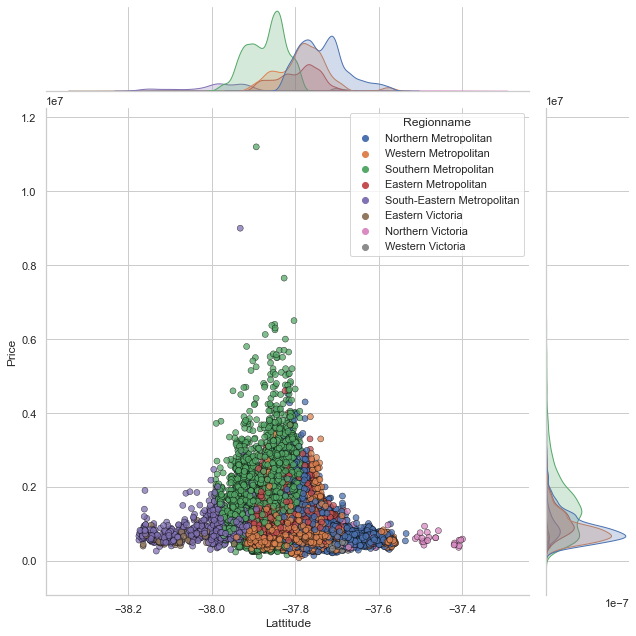 1e7
1e7
1.2
Regionname
Northern Metropolitan
Western Metropolitan
Southern Metropolitan
Eastern Metropolitan
South-Eastern Metropolitan
Eastern Victoria
Northern Victoria
Western Victoria
1.0
0.8
0.6
Price
0.4
0.2
0.0
−38.2 −38.0 −37.8 −37.6 −37.4
1e−7
Lattitude